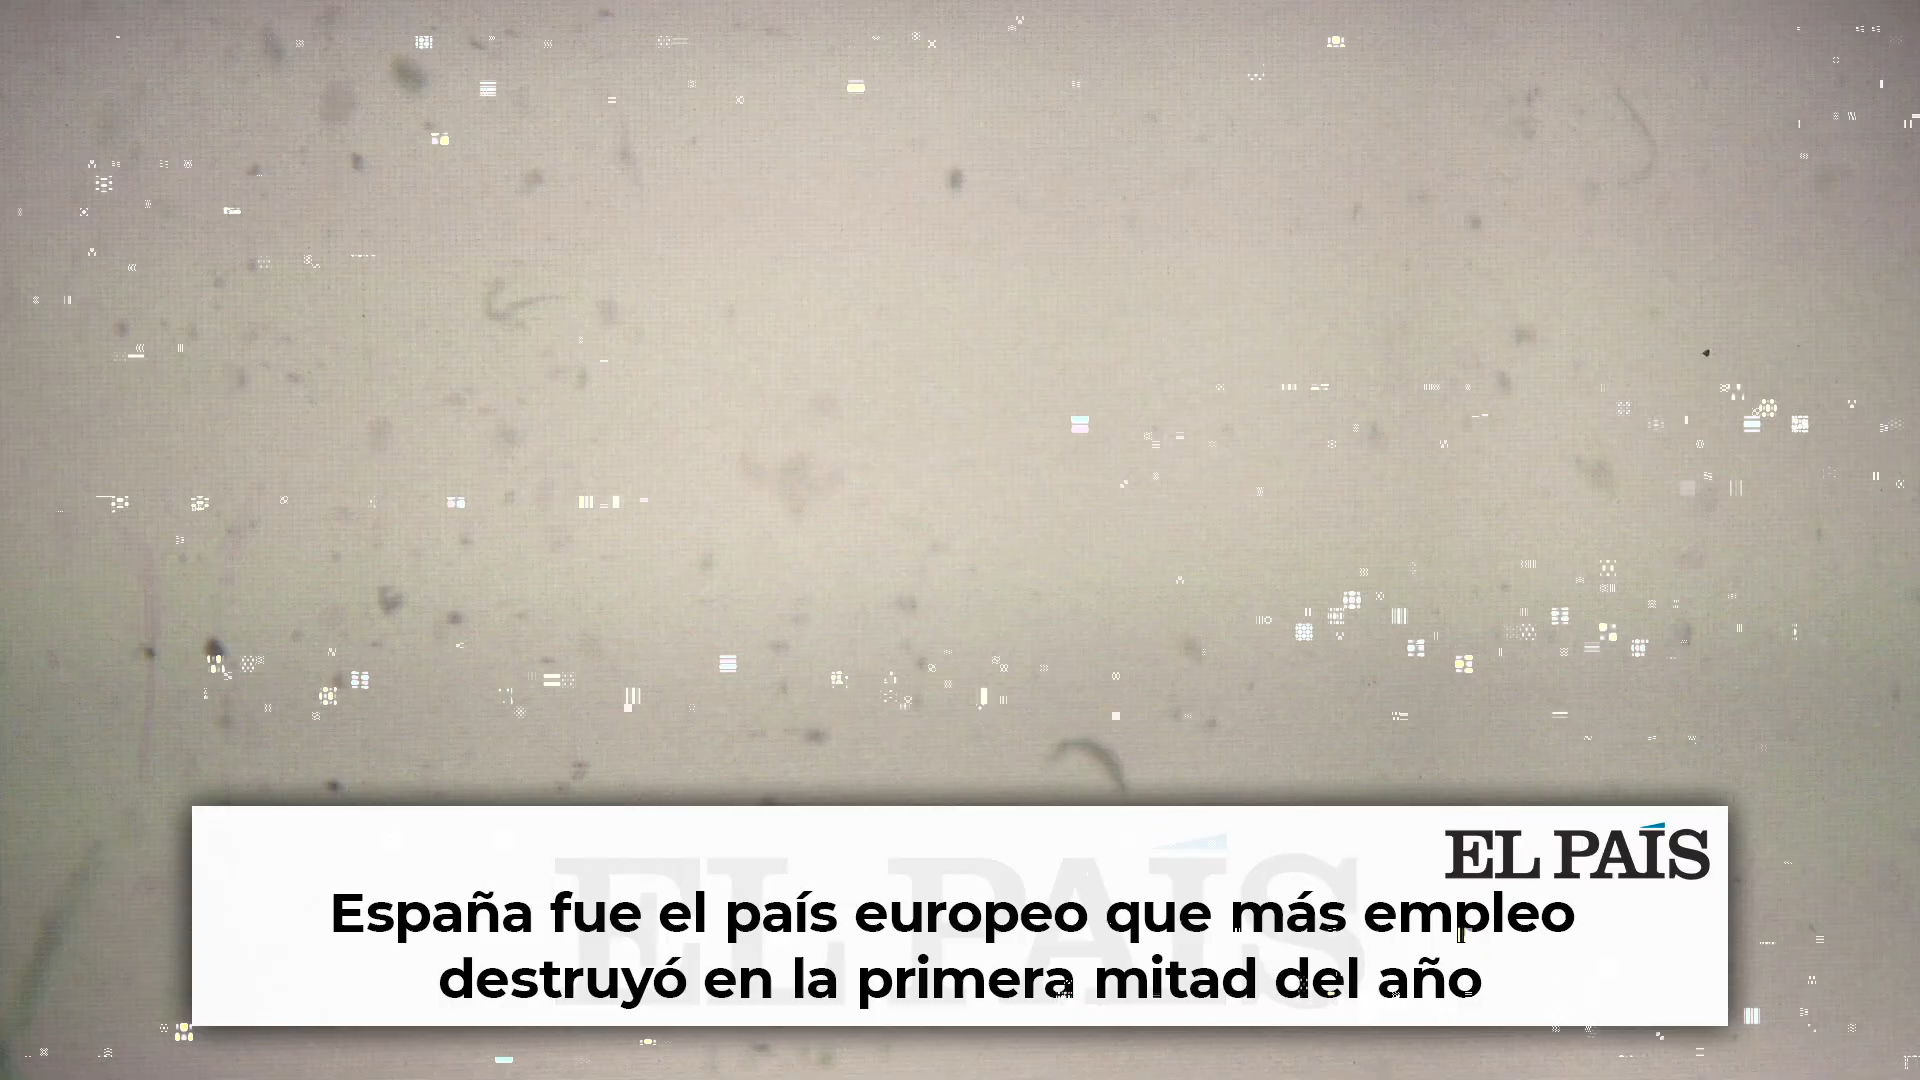 EL PAÍS
España fue el país europeo que más empleo
destruyó en la primera mitad del año